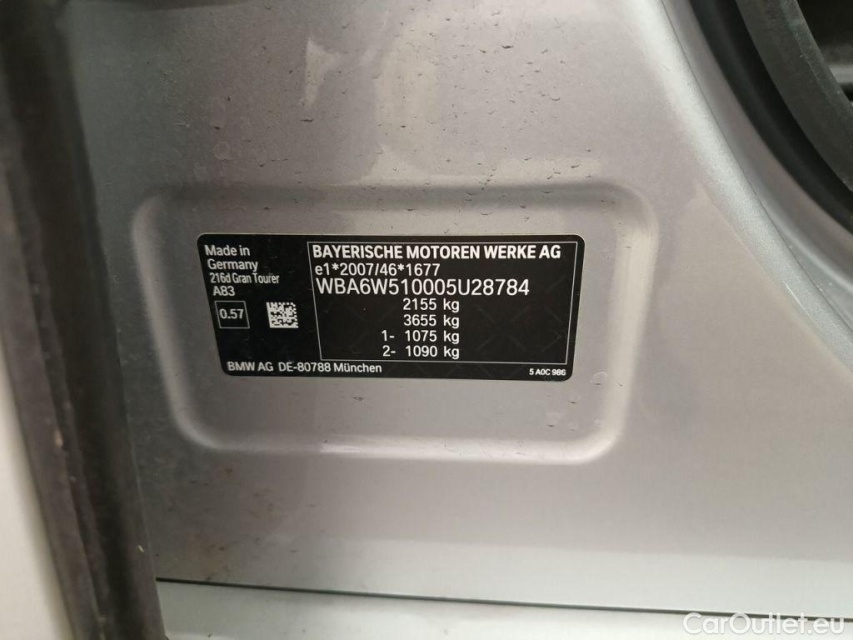 Made in
Germany
216d Gran Tourer
AB3
0.57
BAYERISCHE MOTOREN WERKE AG
e1*2007/46*1677
WBA6W510005U28784
2155 kg
3655 kg
1- 1075 kg
2- 1090 kg
BMW AG DE-80788 München
5 A0C 986
CarOutlet.eu